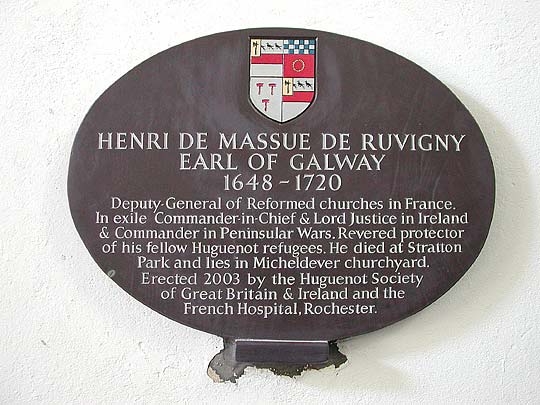 HENRI DE MASSUE DE RUVIGNY
EARL OF GALWAY
1648 - 1720
Deputy-General of Reformed churches in France.
In exile Commander-in-Chief & Lord Justice in Ireland
& Commander in Peninsular Wars. Revered protector
of his fellow Huguenot refugees. He died at Stratton
Park and lies in Micheldever churchyard.
Erected 2003 by the Huguenot Society
of Great Britain & Ireland and the
French Hospital, Rochester.